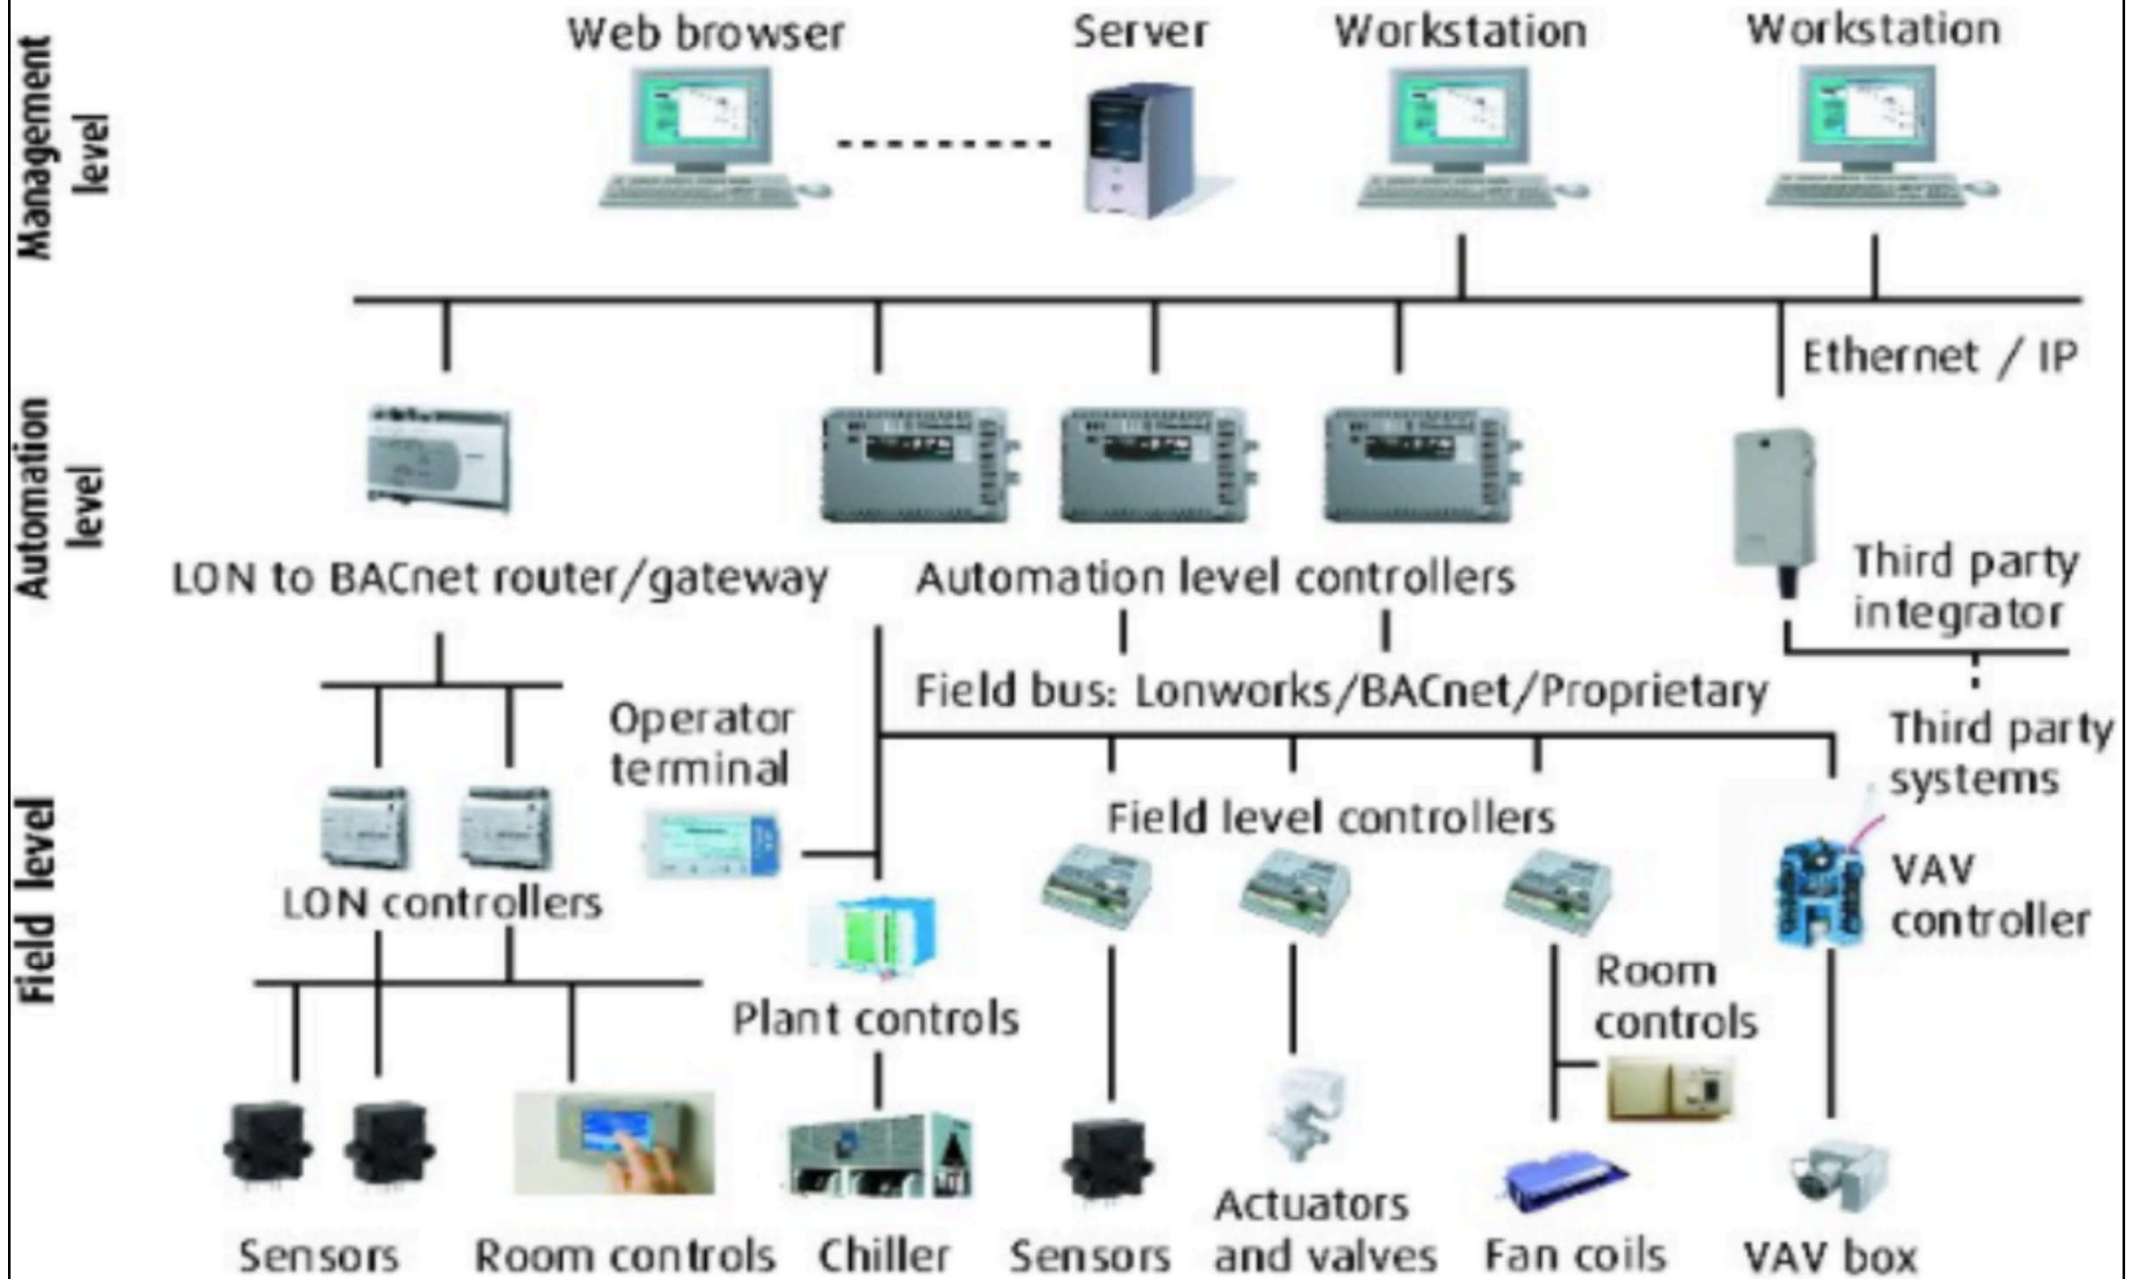 Management
level
Web browser
Server
Workstation
Workstation
Ethernet / IP
Automation
level
LON to BACnet router/gateway
Automation level controllers
Third party
integrator
Field bus: Lonworks/BACnet/Proprietary
Third party
systems
Field level
Operator
terminal
LON controllers
Field level controllers
VAV
controller
Plant controls
Room
controls
Sensors
Room controls
Chiller
Sensors
Actuators
and valves
Fan coils
VAV box